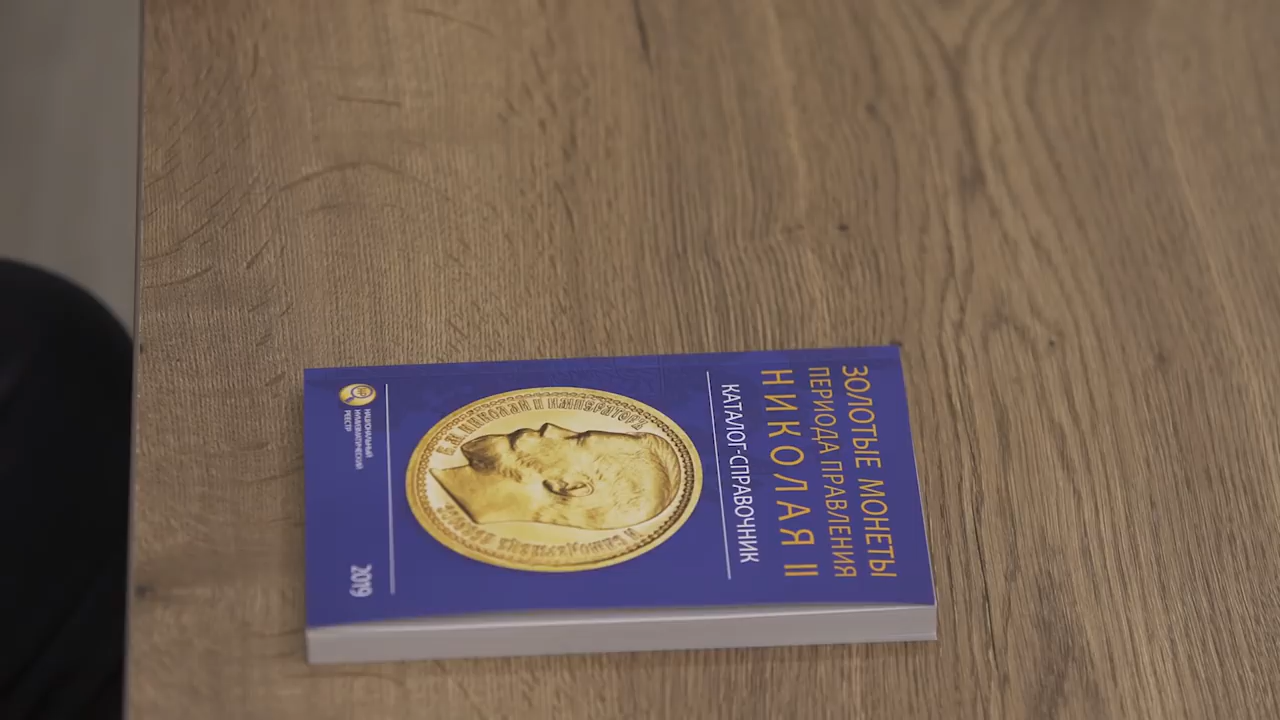 ЗОЛОТЫЕ МОНЕТЫ
ПЕРИОДА ПРАВЛЕНИЯ
НИКОЛАЯ II
КАТАЛОГ-СПРАВОЧНИК
НАЦИОНАЛЬНЫЙ
НУМИЗМАТИЧЕСКИЙ
РЕЕСТР
2019